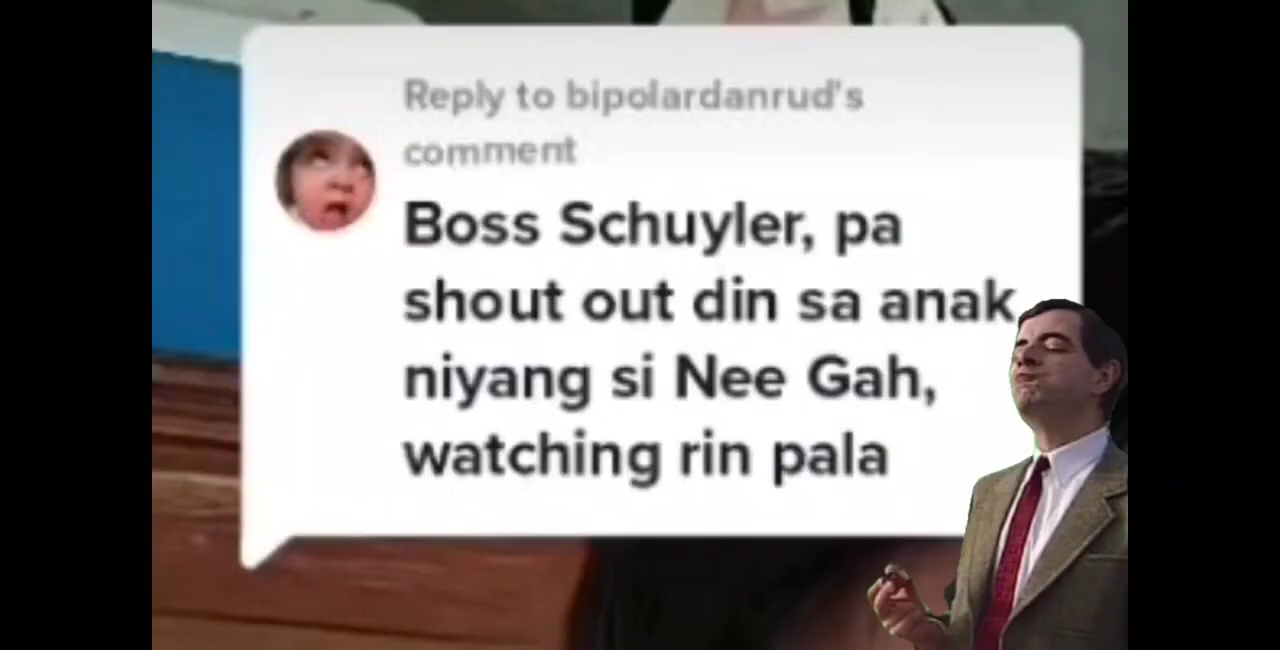 Reply to bipolardanrud's
comment
Boss Schuyler, pa
shout out din sa anak
niyang si Nee Gah,
watching rin pala